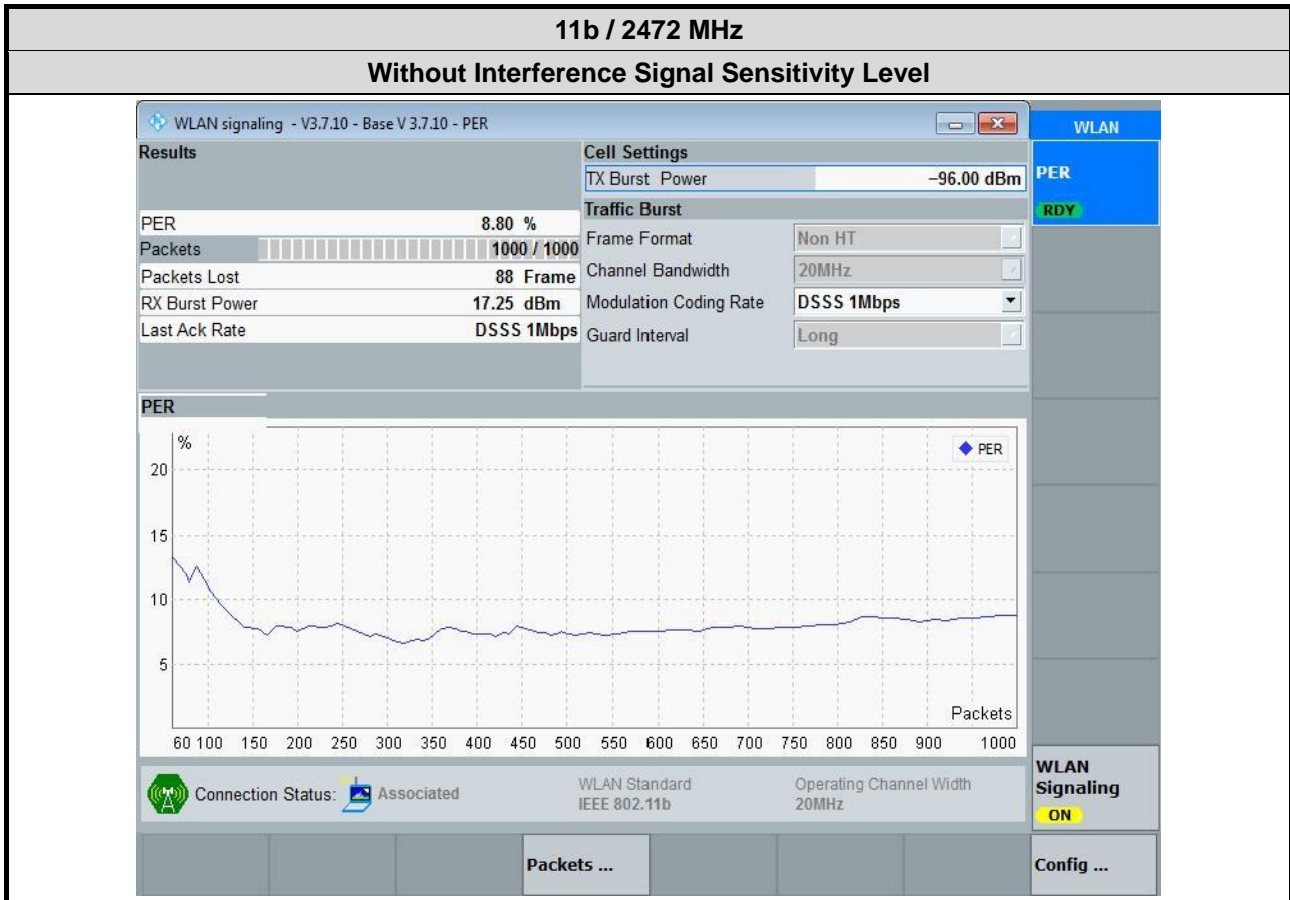 11b / 2472 MHz
Without Interference Signal Sensitivity Level
WLAN signaling - V3.7.10 - Base V 3.7.10 - PER
WLAN
Results
Cell Settings
TX Burst Power −96.00 dBm
PER
RDY
Traffic Burst
PER 8.80 %
Frame Format Non HT
Packets 1000 / 1000
Channel Bandwidth 20MHz
Packets Lost 88 Frame
RX Burst Power 17.25 dBm
Modulation Coding Rate DSSS 1Mbps
Last Ack Rate DSSS 1Mbps
Guard Interval Long
PER
%
PER
20
15
10
5
Packets
60 100 150 200 250 300 350 400 450 500 550 600 650 700 750 800 850 900 1000
Connection Status: Associated
WLAN Standard
IEEE 802.11b
Operating Channel Width
20MHz
WLAN
Signaling
ON
Packets ...
Config ...